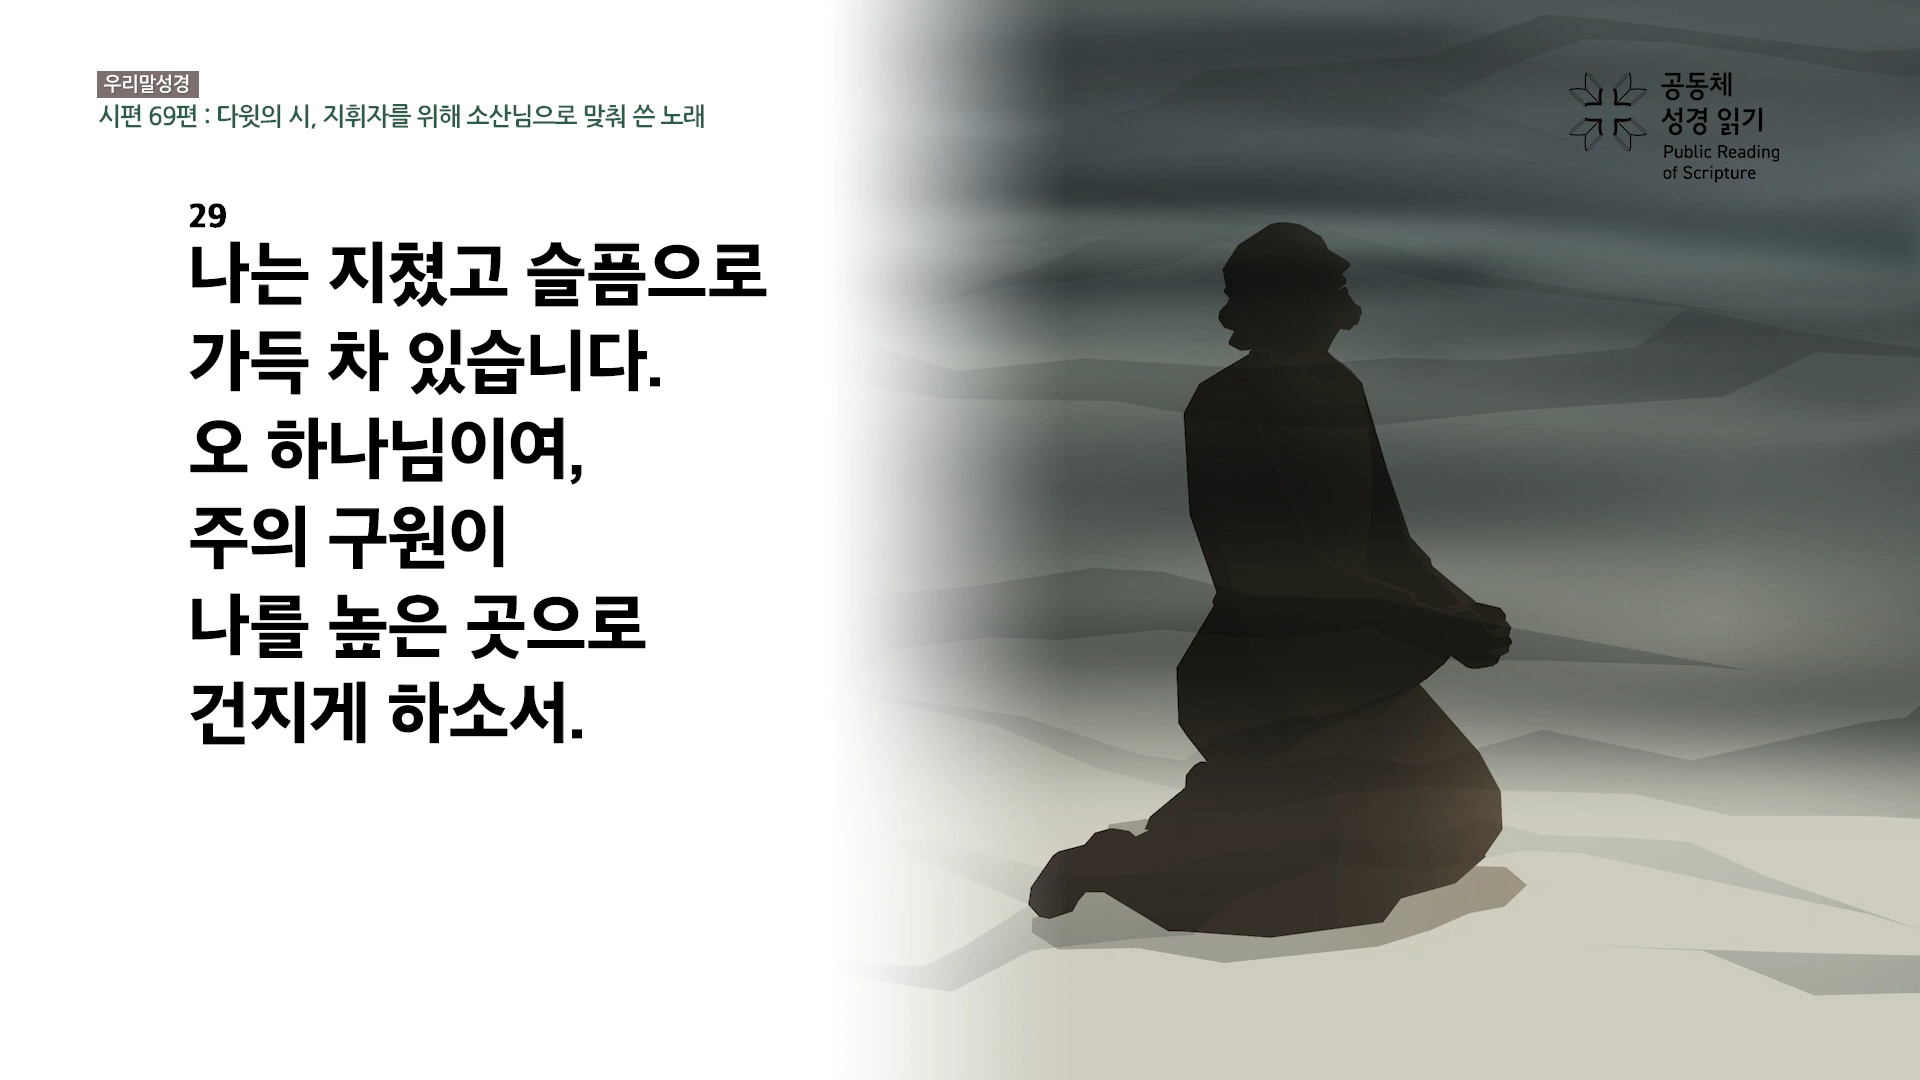 우리말성경
시편 69편 : 다윗의 시, 지휘자를 위해 소산님으로 맞춰 쓴 노래
29
나는 지쳤고 슬픔으로
가득 차 있습니다.
오 하나님이여,
주의 구원이
나를 높은 곳으로
건지게 하소서.
공동체
성경 읽기
Public Reading
of Scripture